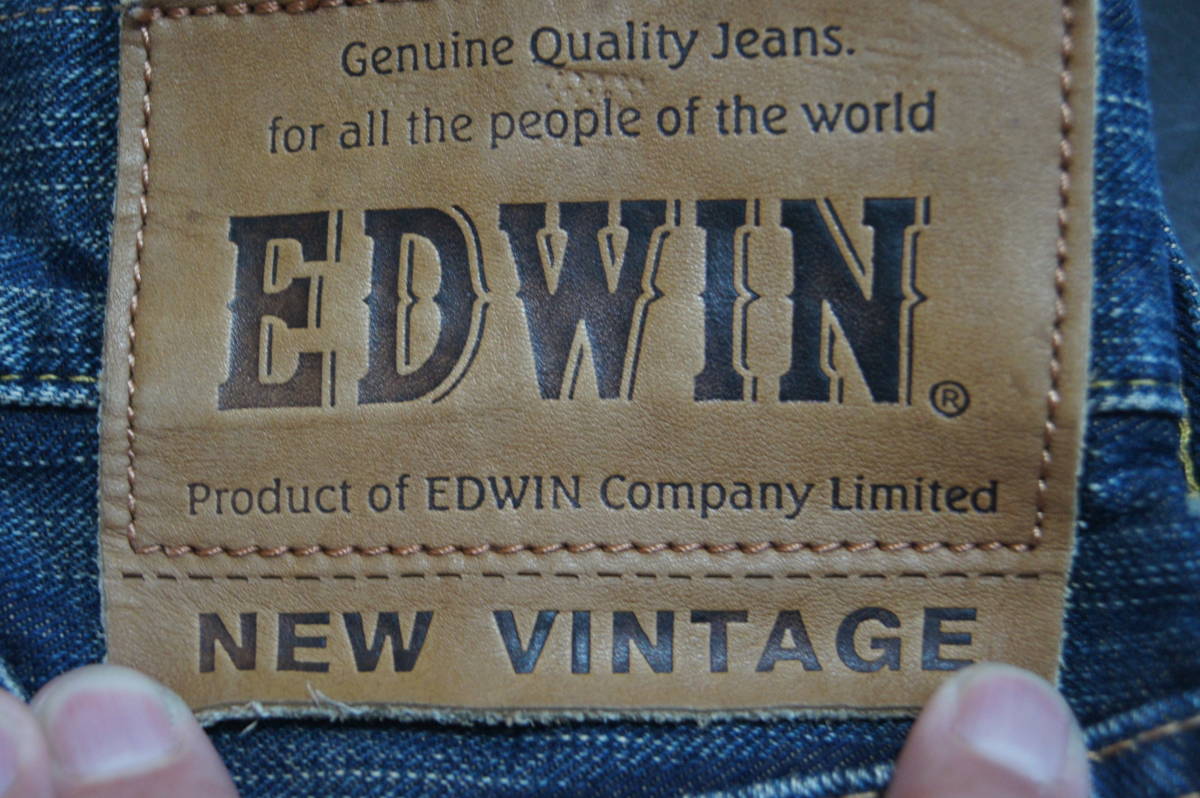 Genuine Quality Jeans.
for all the people of the world
EDWIN®
Product of EDWIN Company Limited
NEW VINTAGE